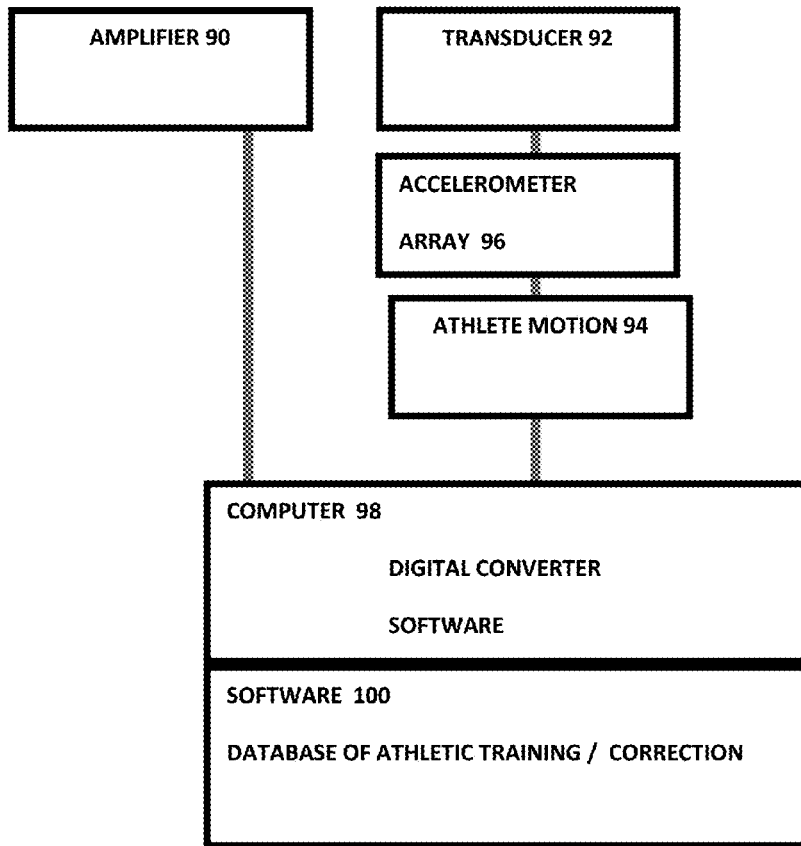 AMPLIFIER 90
TRANSDUCER 92
ACCELEROMETER
ARRAY 96
ATHLETE MOTION 94
COMPUTER 98
DIGITAL CONVERTER
SOFTWARE
SOFTWARE 100
DATABASE OF ATHLETIC TRAINING / CORRECTION